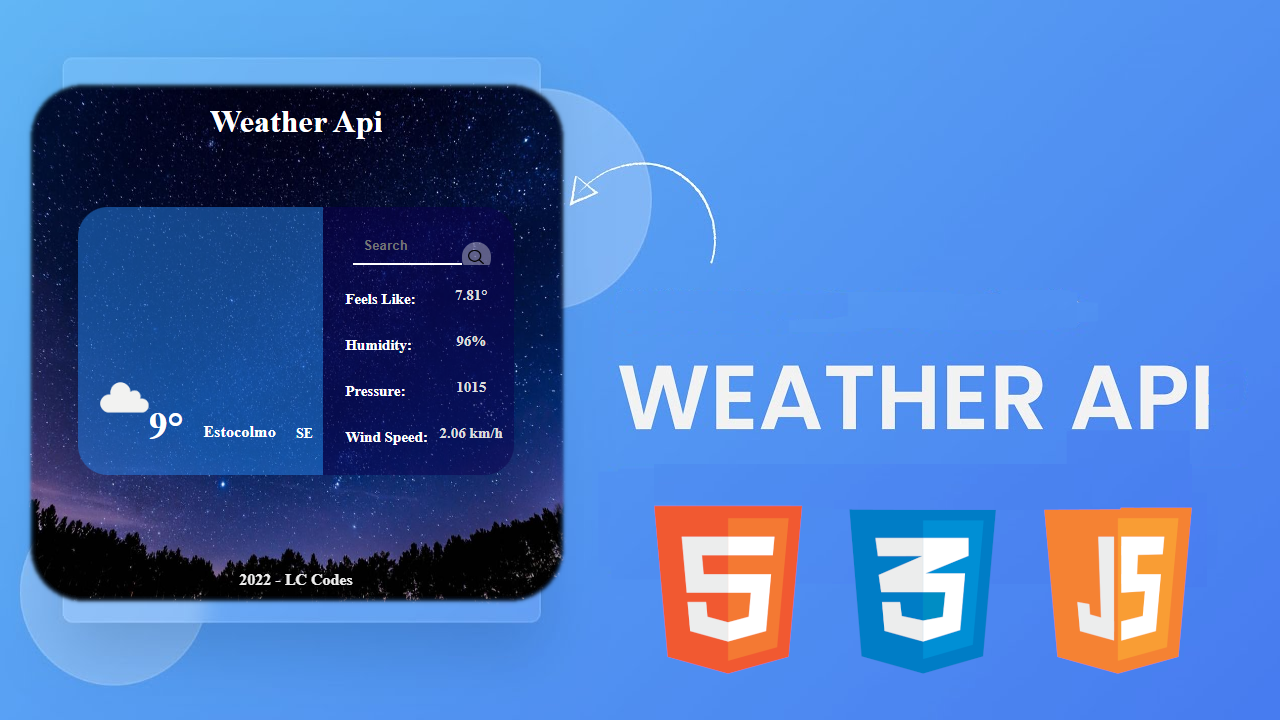 Weather Api
Search
Feels Like: 7.81°
Humidity: 96%
Pressure: 1015
Wind Speed: 2.06 km/h
9° Estocolmo SE
2022 - LC Codes
WEATHER API
5 3 JS